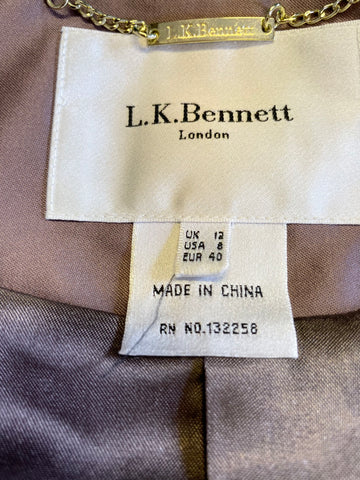 L.K.Bennett
L.K.Bennett
London
UK 12
USA 8
EUR 40
MADE IN CHINA
RN NO.132258